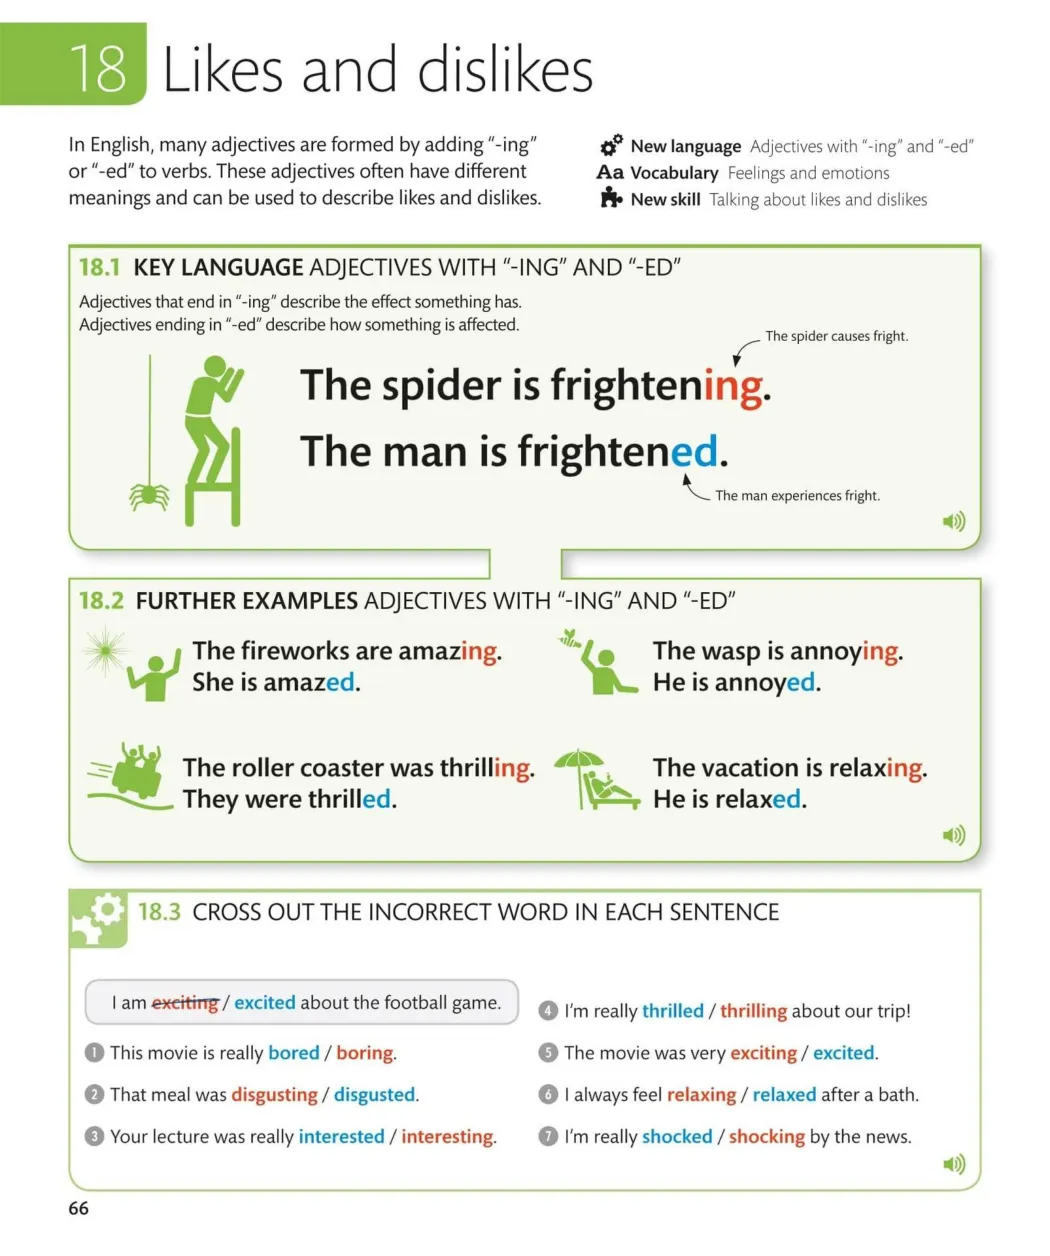 18 Likes and dislikes
In English, many adjectives are formed by adding “-ing”
or “-ed” to verbs. These adjectives often have different
meanings and can be used to describe likes and dislikes.
New language Adjectives with “-ing” and “-ed”
Aa Vocabulary Feelings and emotions
New skill Talking about likes and dislikes
18.1 KEY LANGUAGE ADJECTIVES WITH “-ING” AND “-ED”
Adjectives that end in “-ing” describe the effect something has.
Adjectives ending in “-ed” describe how something is affected.
The spider causes fright.
The spider is frightening.
The man is frightened.
The man experiences fright.
18.2 FURTHER EXAMPLES ADJECTIVES WITH “-ING” AND “-ED”
The fireworks are amazing.
She is amazed.
The wasp is annoying.
He is annoyed.
The roller coaster was thrilling.
They were thrilled.
The vacation is relaxing.
He is relaxed.
18.3 CROSS OUT THE INCORRECT WORD IN EACH SENTENCE
I am exciting / excited about the football game.
1 This movie is really bored / boring.
2 That meal was disgusting / disgusted.
3 Your lecture was really interested / interesting.
4 I’m really thrilled / thrilling about our trip!
5 The movie was very exciting / excited.
6 I always feel relaxing / relaxed after a bath.
7 I’m really shocked / shocking by the news.
66